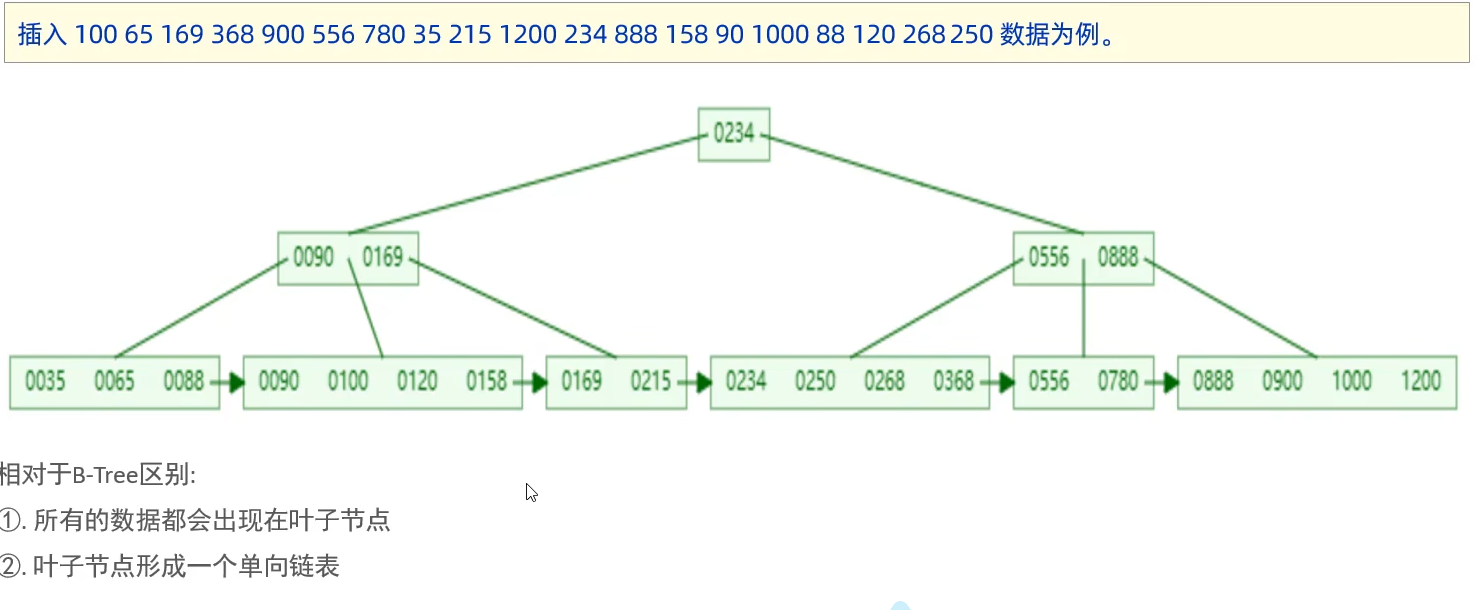 插入 100 65 169 368 900 556 780 35 215 1200 234 888 158 90 1000 88 120 268 250 数据为例。
0234
0090 0169 0556 0888
0035 0065 0088 0090 0100 0120 0158 0169 0215 0234 0250 0268 0368 0556 0780 0888 0900 1000 1200
相对于B-Tree区别:
①. 所有的数据都会出现在叶子节点
②. 叶子节点形成一个单向链表